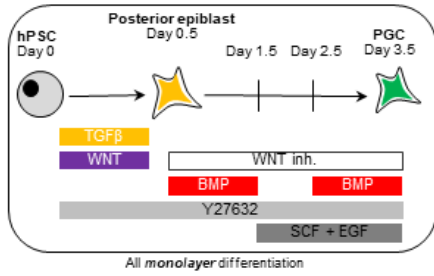 hPSC
Day 0
Posterior epiblast
Day 0.5
Day 1.5
Day 2.5
PGC
Day 3.5
TGFβ
WNT
WNT inh.
BMP
BMP
Y27632
SCF + EGF
All monolayer differentiation